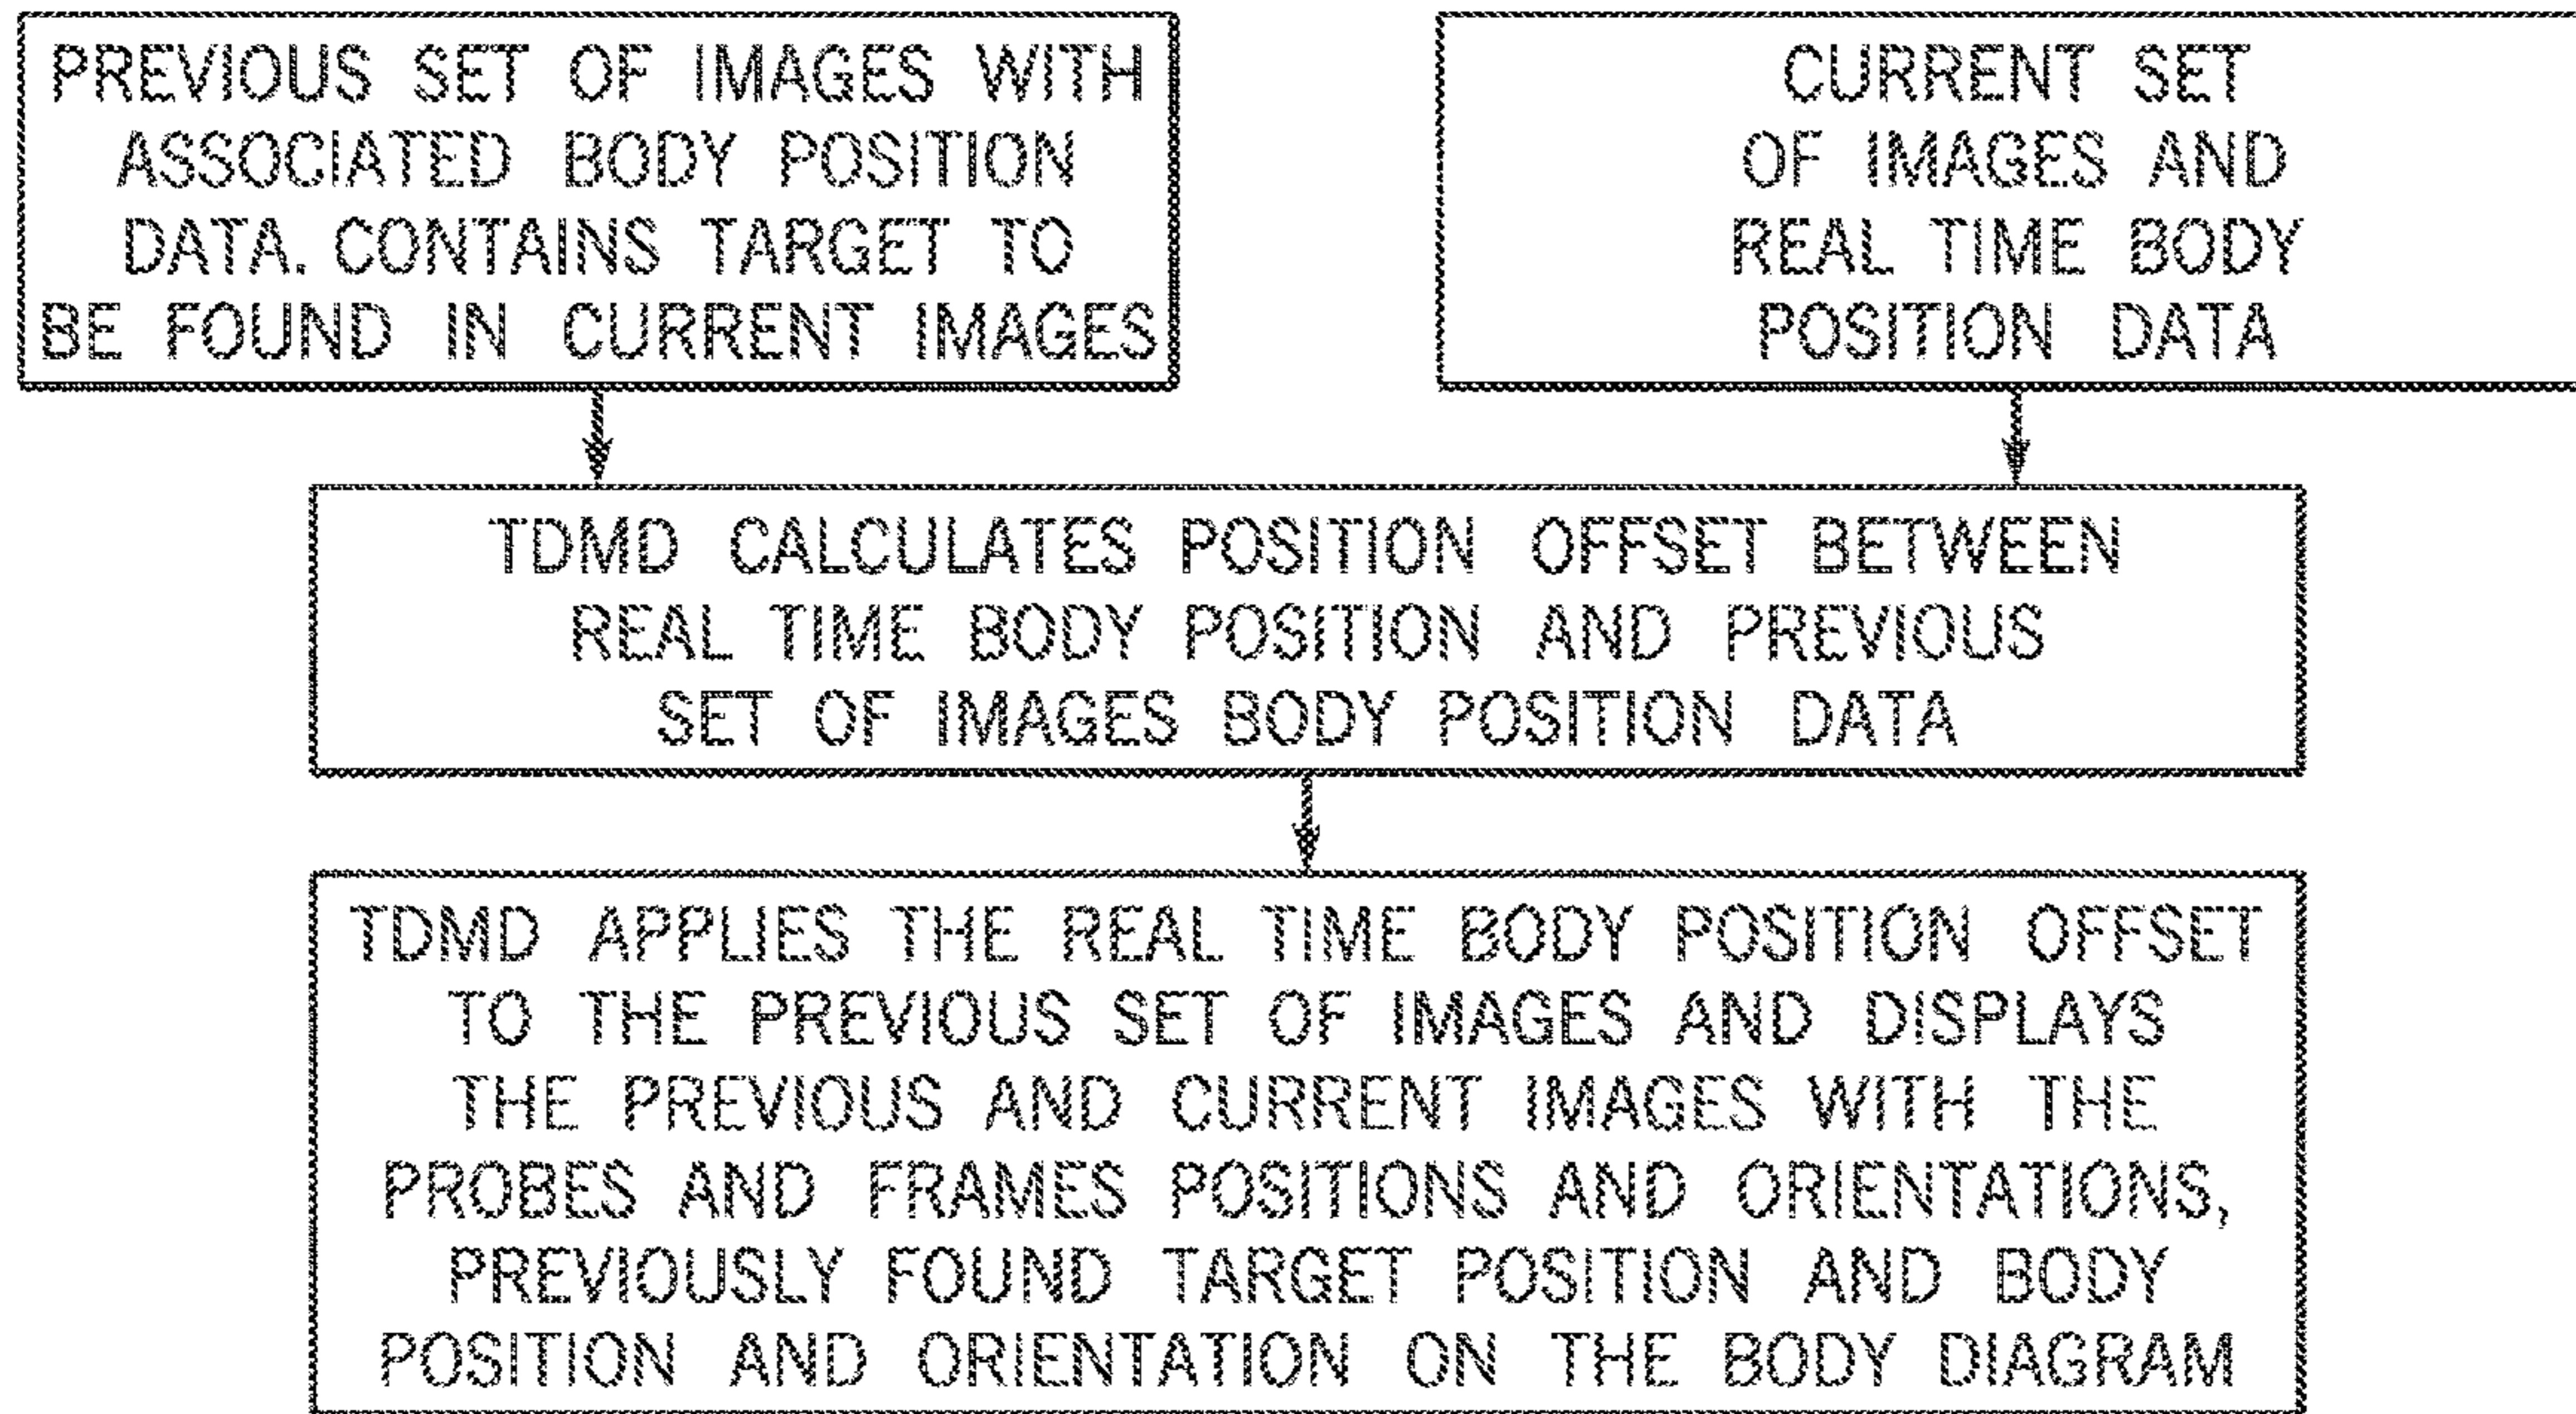 PREVIOUS SET OF IMAGES WITH
ASSOCIATED BODY POSITION
DATA. CONTAINS TARGET TO
BE FOUND IN CURRENT IMAGES
CURRENT SET
OF IMAGES AND
REAL TIME BODY
POSITION DATA
TDMD CALCULATES POSITION OFFSET BETWEEN
REAL TIME BODY POSITION AND PREVIOUS
SET OF IMAGES BODY POSITION DATA
TDMD APPLIES THE REAL TIME BODY POSITION OFFSET
TO THE PREVIOUS SET OF IMAGES AND DISPLAYS
THE PREVIOUS AND CURRENT IMAGES WITH THE
PROBES AND FRAMES POSITIONS AND ORIENTATIONS,
PREVIOUSLY FOUND TARGET POSITION AND BODY
POSITION AND ORIENTATION ON THE BODY DIAGRAM